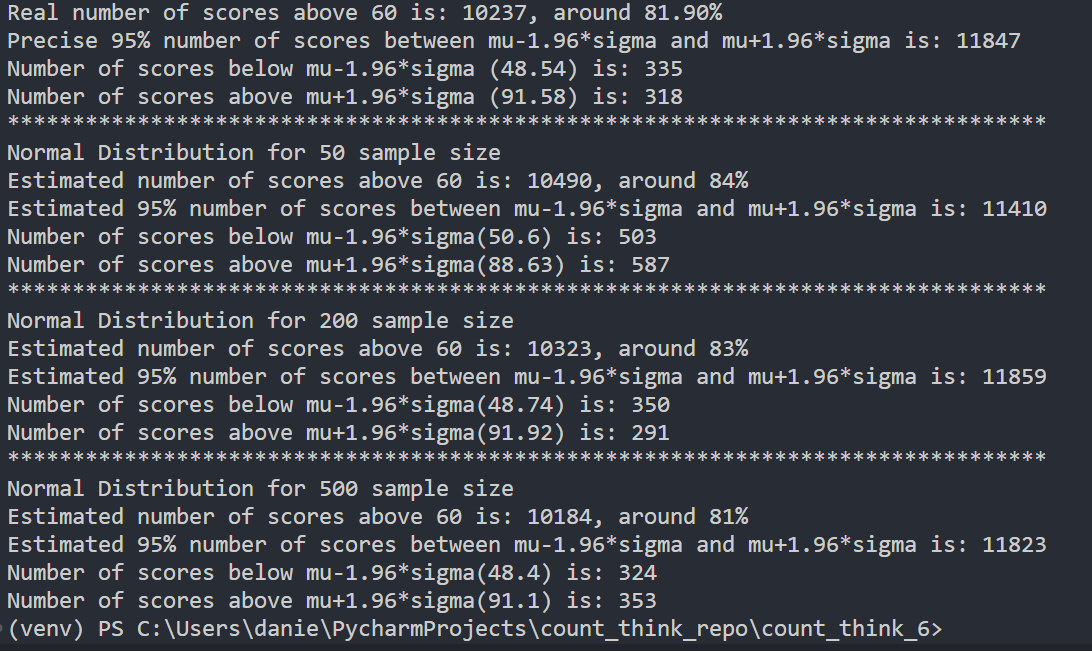 Real number of scores above 60 is: 10237, around 81.90%
Precise 95% number of scores between mu-1.96*sigma and mu+1.96*sigma is: 11847
Number of scores below mu-1.96*sigma (48.54) is: 335
Number of scores above mu+1.96*sigma (91.58) is: 318
********************************************************************************
Normal Distribution for 50 sample size
Estimated number of scores above 60 is: 10490, around 84%
Estimated 95% number of scores between mu-1.96*sigma and mu+1.96*sigma is: 11410
Number of scores below mu-1.96*sigma(50.6) is: 503
Number of scores above mu+1.96*sigma(88.63) is: 587
********************************************************************************
Normal Distribution for 200 sample size
Estimated number of scores above 60 is: 10323, around 83%
Estimated 95% number of scores between mu-1.96*sigma and mu+1.96*sigma is: 11859
Number of scores below mu-1.96*sigma(48.74) is: 350
Number of scores above mu+1.96*sigma(91.92) is: 291
********************************************************************************
Normal Distribution for 500 sample size
Estimated number of scores above 60 is: 10184, around 81%
Estimated 95% number of scores between mu-1.96*sigma and mu+1.96*sigma is: 11823
Number of scores below mu-1.96*sigma(48.4) is: 324
Number of scores above mu+1.96*sigma(91.1) is: 353
(venv) PS C:\Users\danie\PycharmProjects\count_think_repo\count_think_6>